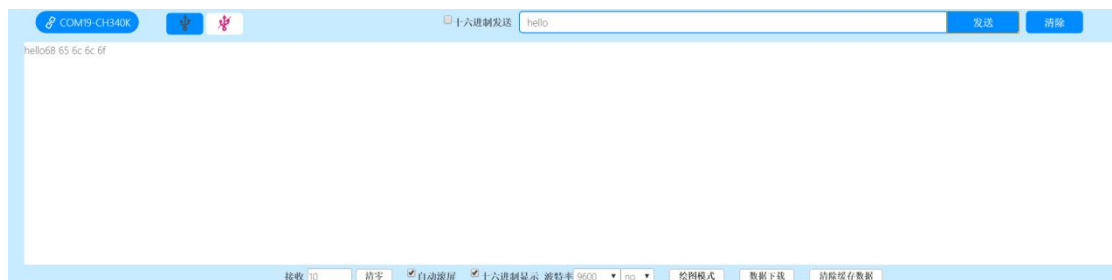 COM19-CH340K 十六进制发送 hello 发送 清除
hello68 65 6c 6c 6f
接收 10 清零 自动滚屏 十六进制显示 波特率 9600 no 绘图模式 数据下载 清除缓存数据